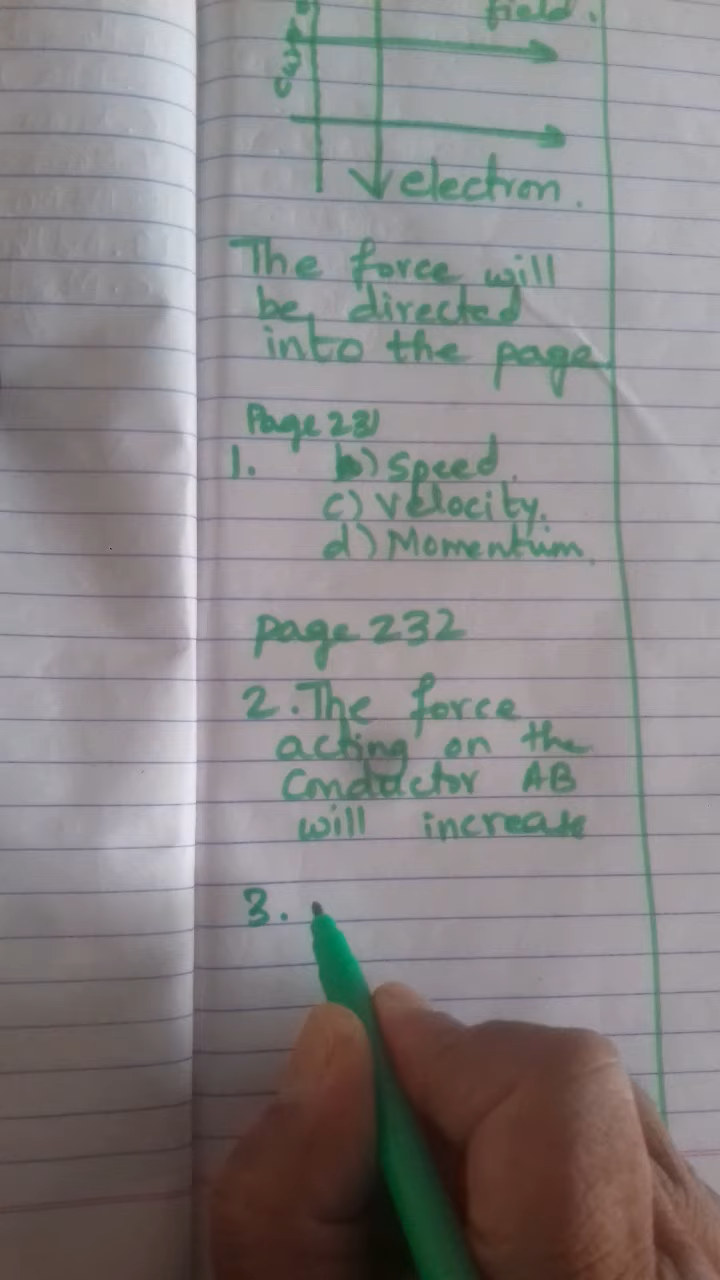 field.
electron.
The force will
be directed
into the page
Page 231
1. b) Speed.
c) Velocity.
d) Momentum.
page 232
2. The force
acting on the
Conductor AB
will increase
3.